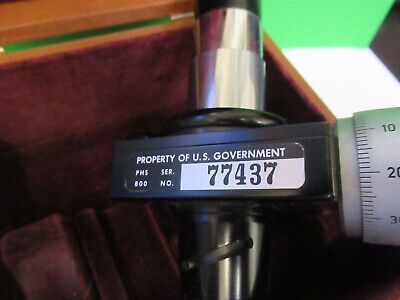 PROPERTY OF U.S. GOVERNMENT
PHS SER.
800 NO. 77437
10
20
30